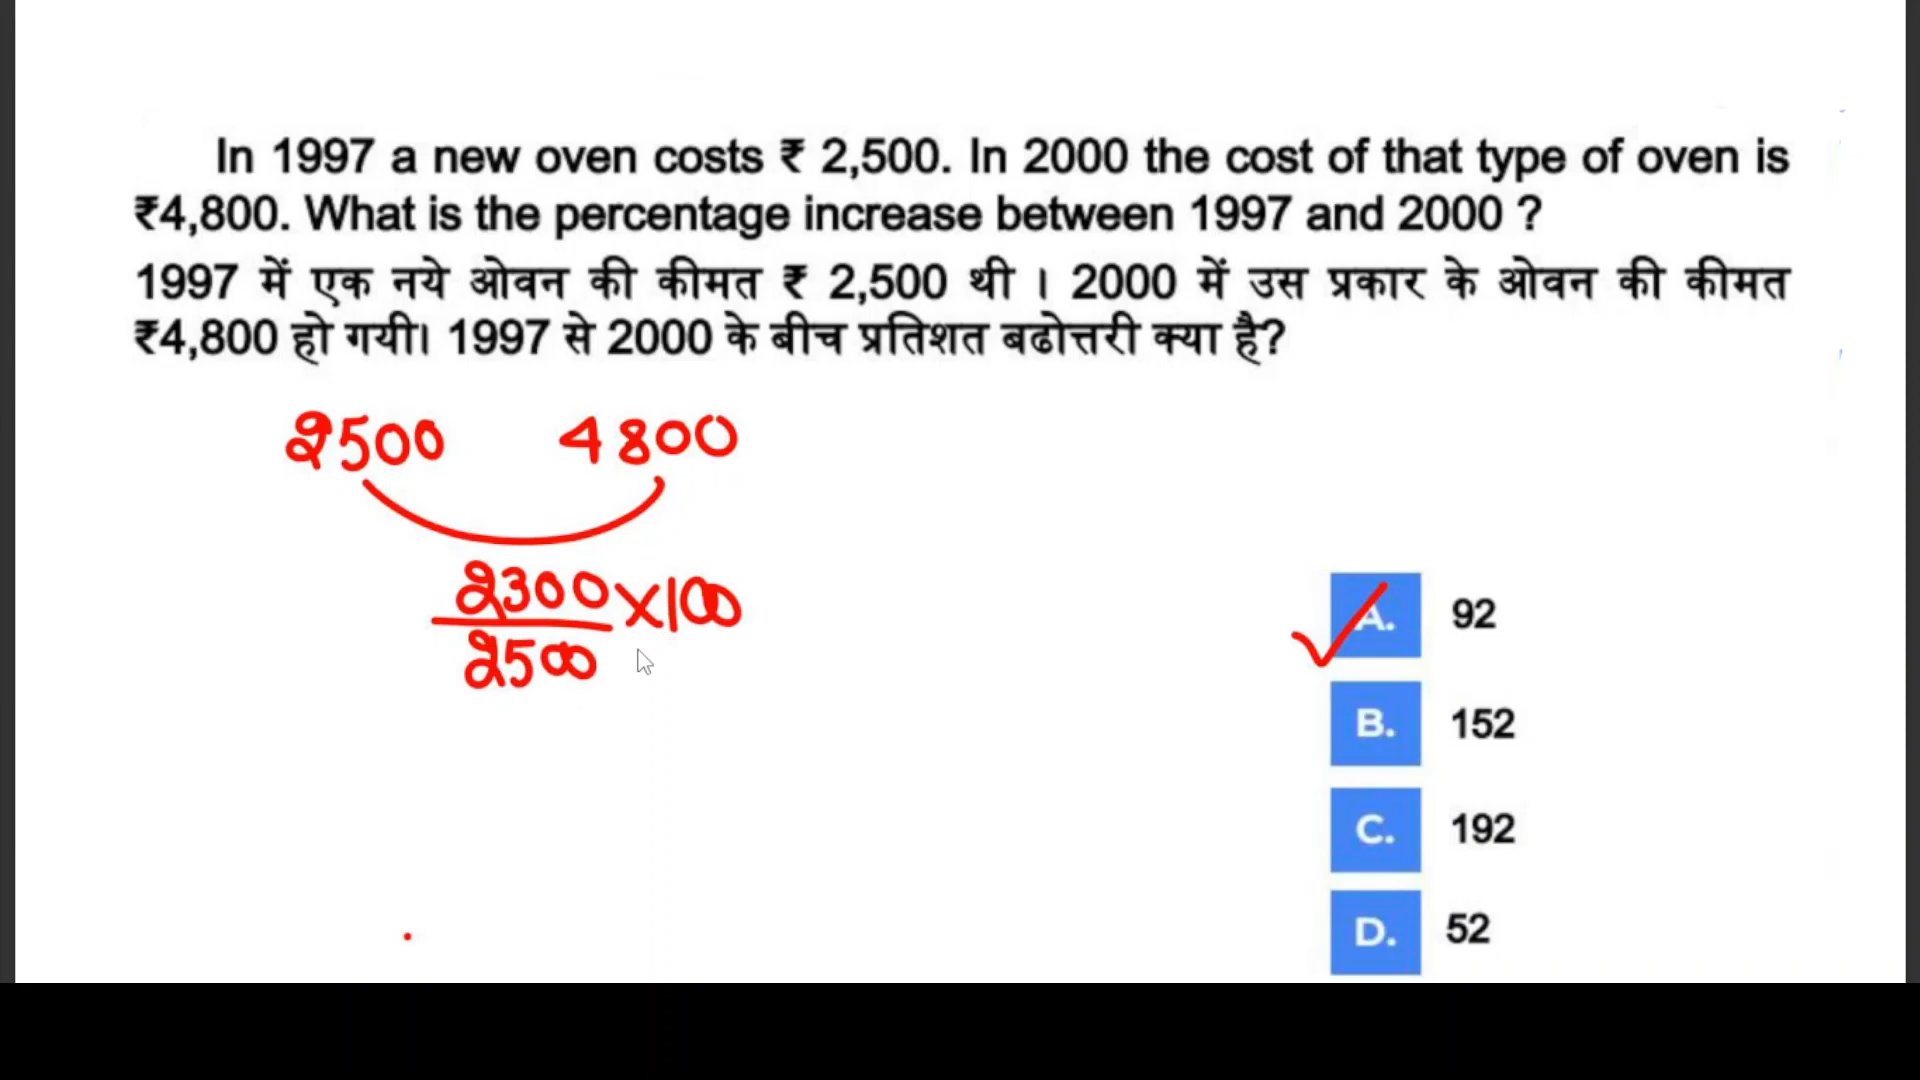 In 1997 a new oven costs ₹ 2,500. In 2000 the cost of that type of oven is
₹4,800. What is the percentage increase between 1997 and 2000 ?
1997 में एक नये ओवन की कीमत ₹ 2,500 थी । 2000 में उस प्रकार के ओवन की कीमत
₹4,800 हो गयी। 1997 से 2000 के बीच प्रतिशत बढोत्तरी क्या है?
2500 4800
2300 ×100
2500
A. 92
B. 152
C. 192
D. 52